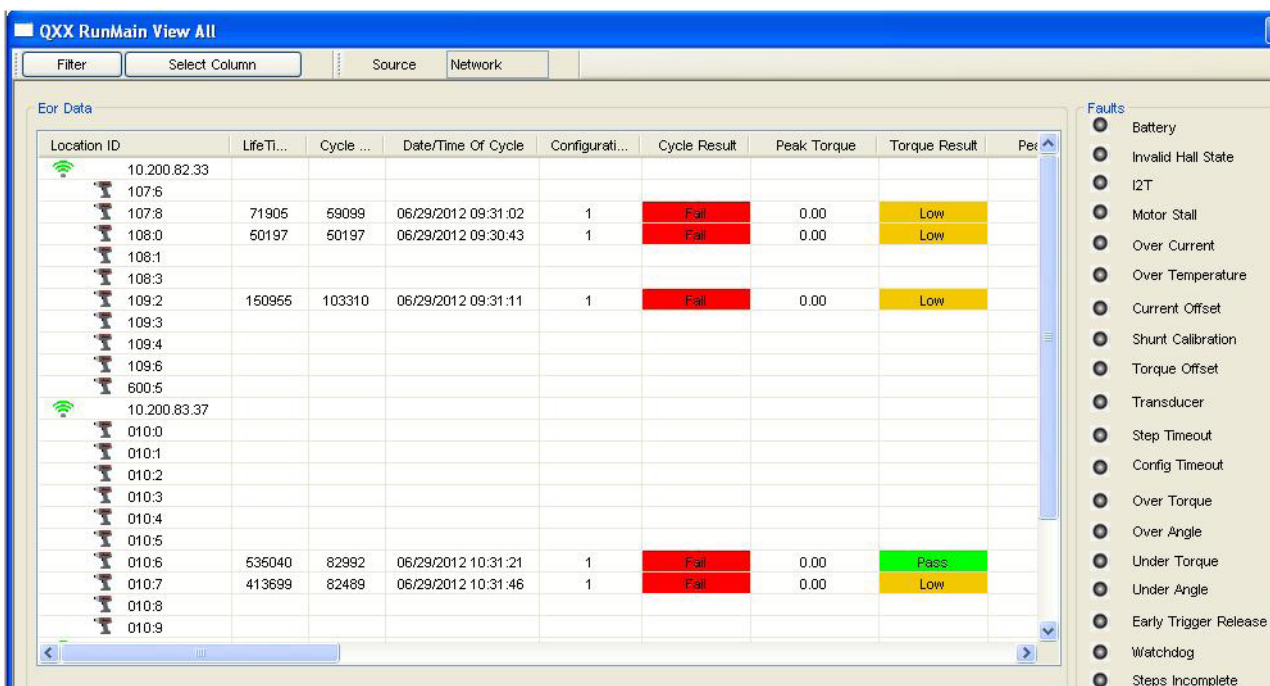 QXX RunMain View All
Filter Select Column Source Network
Eor Data
Location ID LifeTi... Cycle ... Date/Time Of Cycle Configurati... Cycle Result Peak Torque Torque Result Pea
10.200.82.33
107:6
107:8 71905 59099 06/29/2012 09:31:02 1 Fail 0.00 Low
108:0 50197 50197 06/29/2012 09:30:43 1 Fail 0.00 Low
108:1
108:3
109:2 150955 103310 06/29/2012 09:31:11 1 Fail 0.00 Low
109:3
109:4
109:6
600:5
10.200.83.37
010:0
010:1
010:2
010:3
010:4
010:5
010:6 535040 82992 06/29/2012 10:31:21 1 Fail 0.00 Pass
010:7 413699 82489 06/29/2012 10:31:46 1 Fail 0.00 Low
010:8
010:9
Faults
Battery
Invalid Hall State
I2T
Motor Stall
Over Current
Over Temperature
Current Offset
Shunt Calibration
Torque Offset
Transducer
Step Timeout
Config Timeout
Over Torque
Over Angle
Under Torque
Under Angle
Early Trigger Release
Watchdog
Steps Incomplete